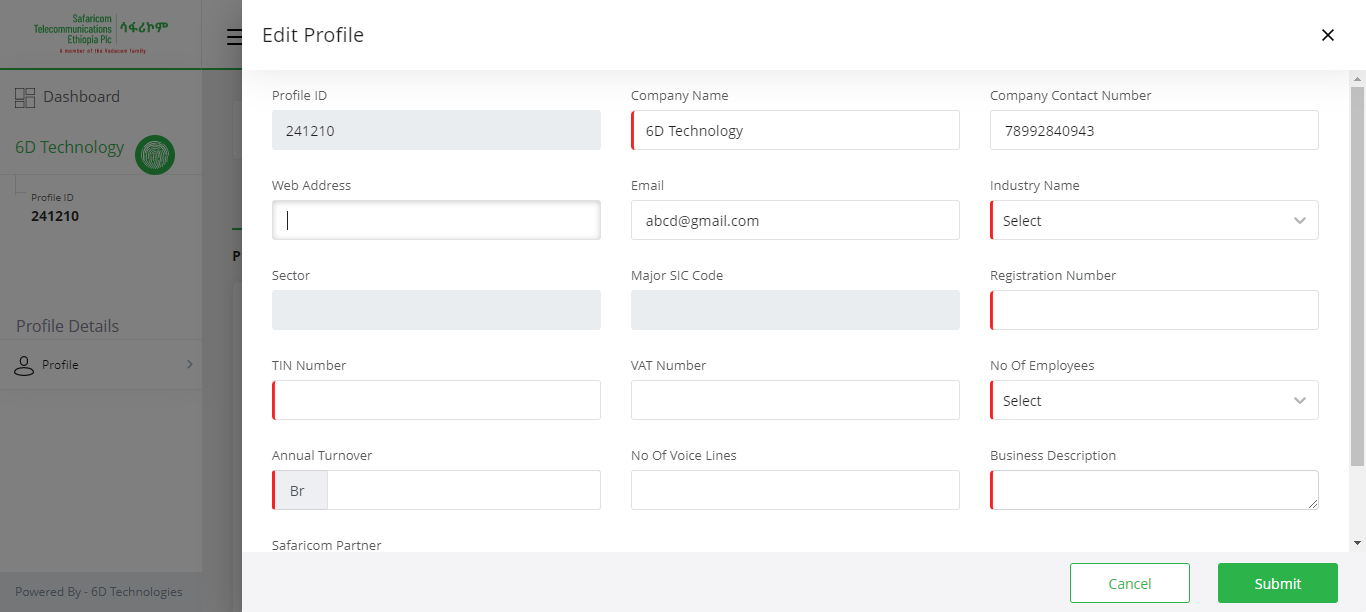 Safaricom
Telecommunications
Ethiopia Plc
ሳፋሪኮም
A member of the Vodacom family
Edit Profile
Dashboard
6D Technology
Profile ID
241210
Profile Details
Profile
Powered By - 6D Technologies
P
Profile ID
Company Name
Company Contact Number
241210
6D Technology
78992840943
Web Address
Email
Industry Name
abcd@gmail.com
Select
Sector
Major SIC Code
Registration Number
TIN Number
VAT Number
No Of Employees
Select
Annual Turnover
No Of Voice Lines
Business Description
Br
Safaricom Partner
Cancel
Submit